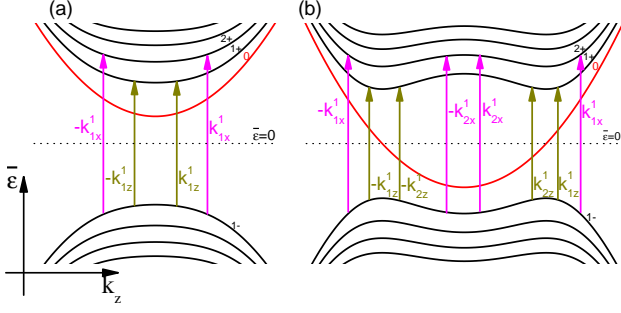 (a)
(b)
2+
1+
0
2+
1+
0
-k¹₁ₓ
k¹₁ₓ
ε̄=0
-k¹₁ₓ
-k¹₂ₓ
k¹₂ₓ
k¹₁ₓ
ε̄=0
ε̄
-k¹₁z
k¹₁z
-k¹₁z
-k¹₂z
k¹₂z
k¹₁z
1-
1-
k_z